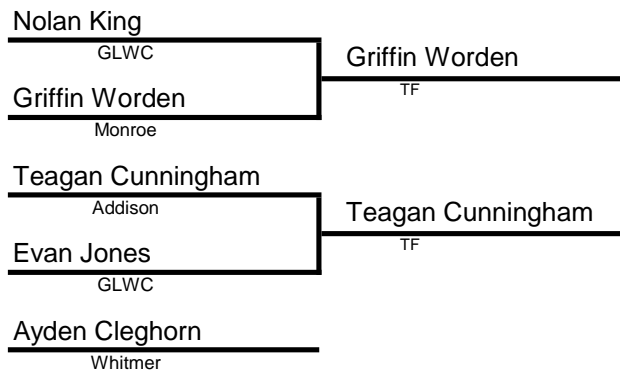 Nolan King
GLWC
Griffin Worden
TF
Griffin Worden
Monroe
Teagan Cunningham
Addison
Teagan Cunningham
TF
Evan Jones
GLWC
Ayden Cleghorn
Whitmer